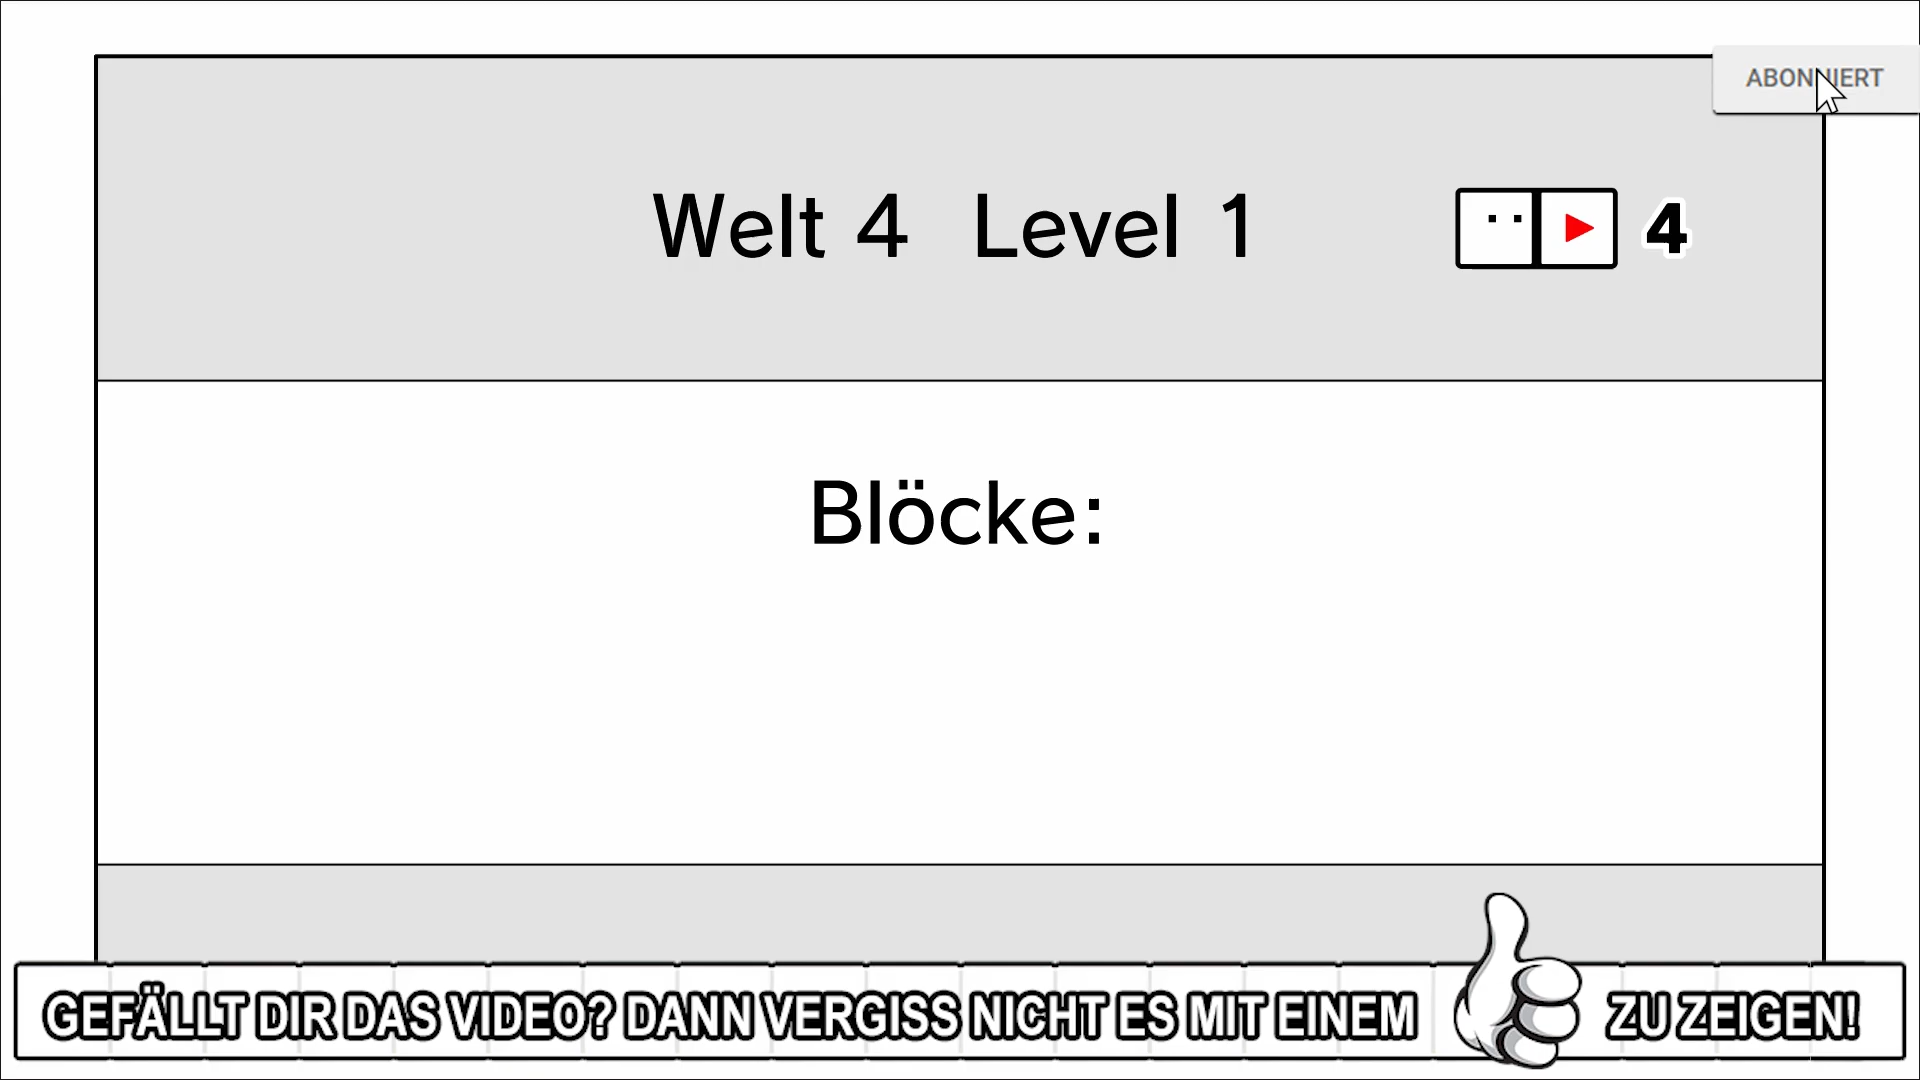 ABONNIERT
Welt 4 Level 1
4
Blöcke:
GEFÄLLT DIR DAS VIDEO? DANN VERGISS NICHT ES MIT EINEM ZU ZEIGEN!